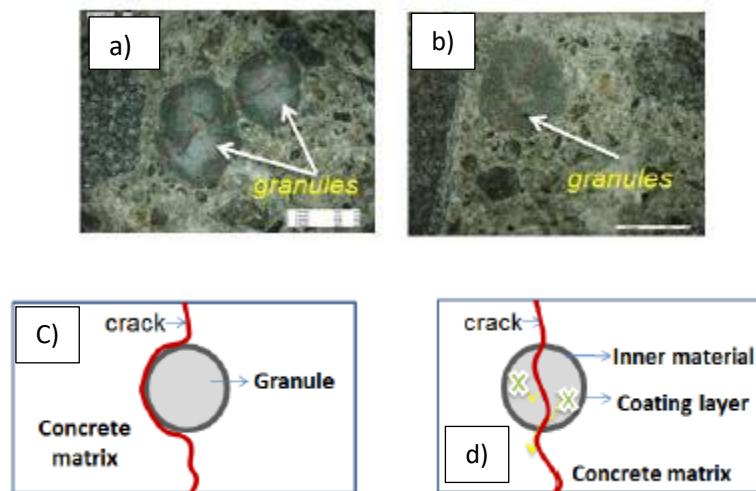 a)
granules
b)
granules
C)
crack
Granule
Concrete
matrix
crack
Inner material
X
X
Coating layer
d)
Concrete matrix